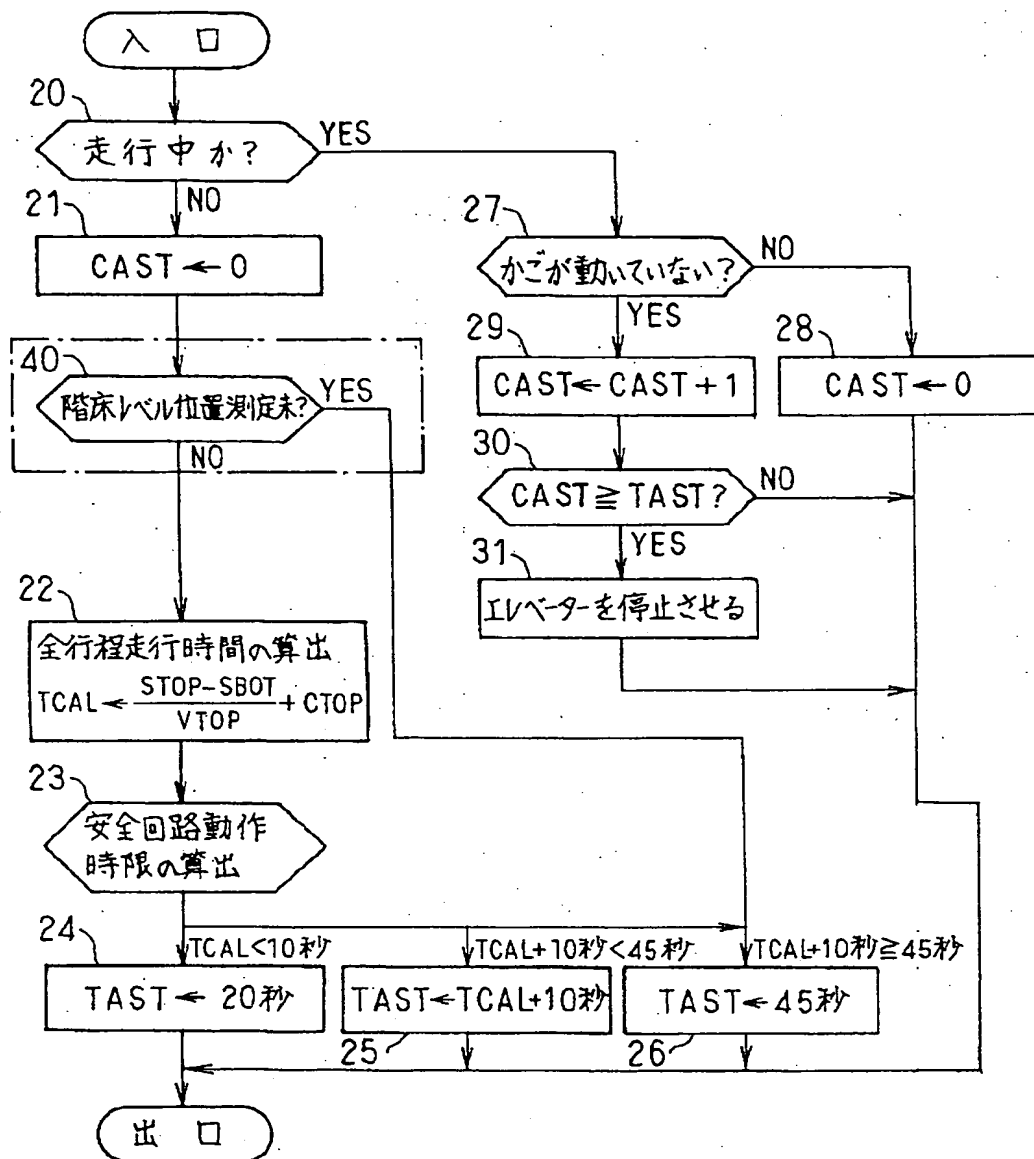 入口
20
走行中か?
YES
NO
21
CAST ← 0
40
階床レベル位置測定未?
YES
NO
22
全行程走行時間の算出
TCAL ← STOP-SBOT
VTOP
+ CTOP
23
安全回路動作
時限の算出
24
TCAL<10秒
TAST ← 20秒
TCAL+10秒<45秒
TAST←TCAL+10秒
25
TCAL+10秒≧45秒
TAST ← 45秒
26
27
かごが動いていない?
NO
YES
28
CAST ← 0
29
CAST ← CAST + 1
30
CAST ≧ TAST?
NO
YES
31
エレベーターを停止させる
出口